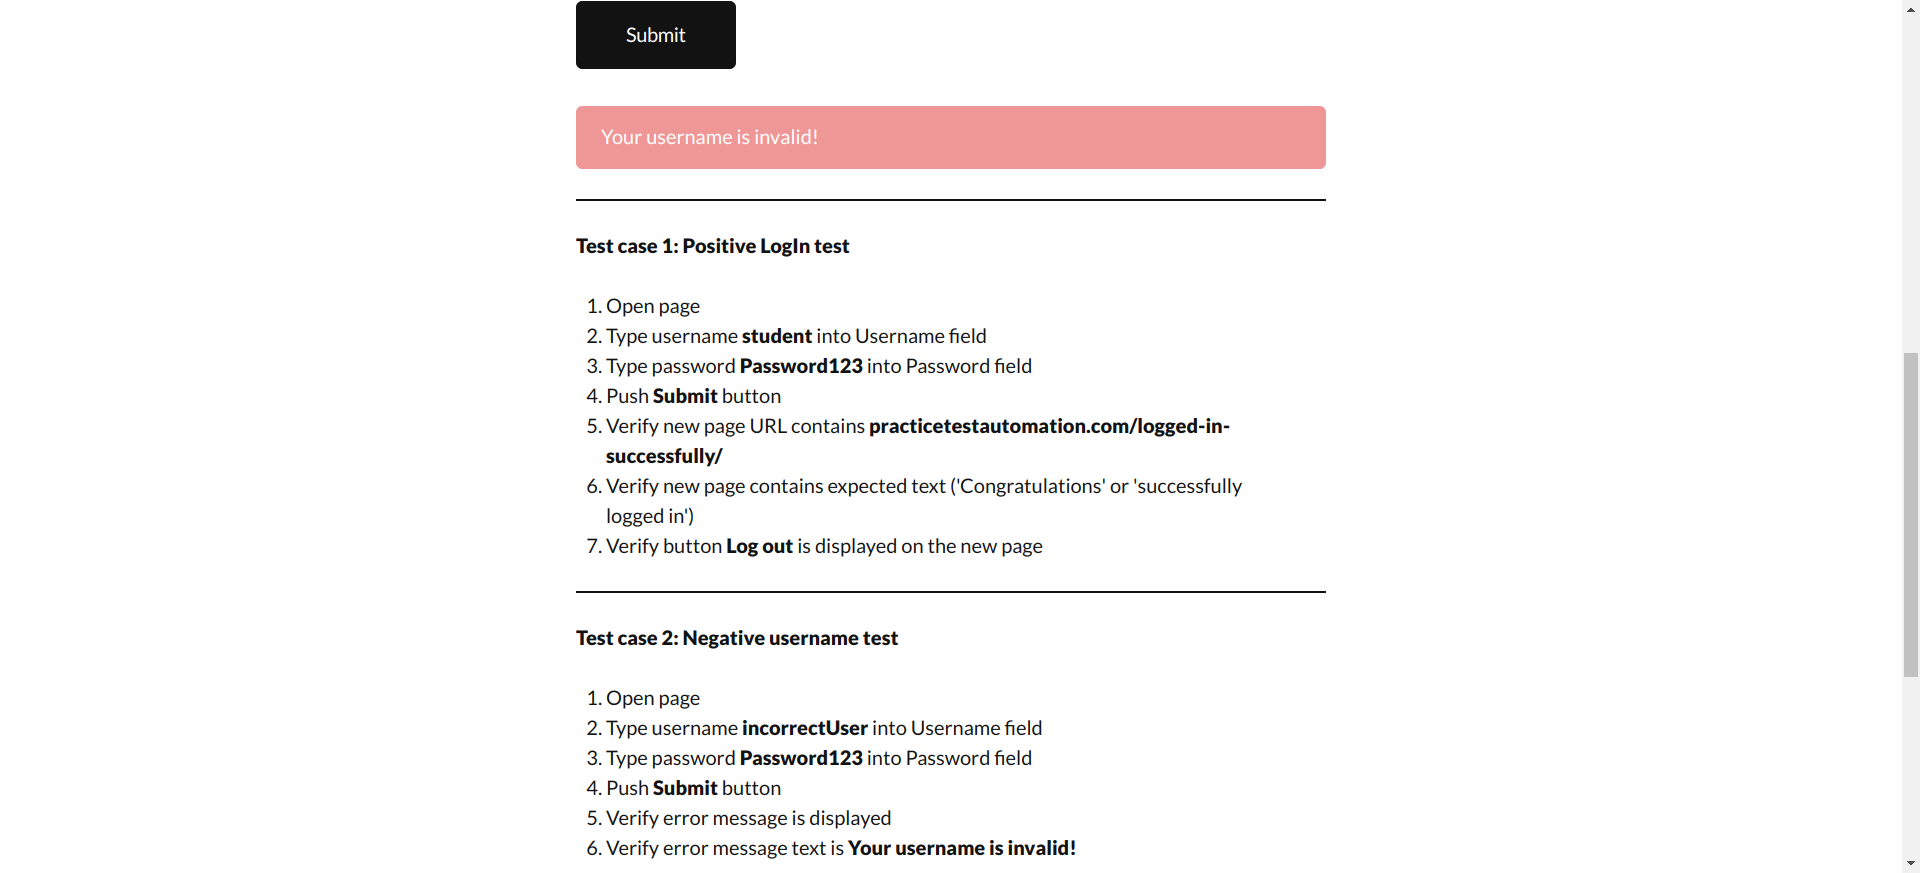 Submit
Your username is invalid!
Test case 1: Positive LogIn test
1. Open page
2. Type username student into Username field
3. Type password Password123 into Password field
4. Push Submit button
5. Verify new page URL contains practicetestautomation.com/logged-in-
successfully/
6. Verify new page contains expected text ('Congratulations' or 'successfully
logged in')
7. Verify button Log out is displayed on the new page
Test case 2: Negative username test
1. Open page
2. Type username incorrectUser into Username field
3. Type password Password123 into Password field
4. Push Submit button
5. Verify error message is displayed
6. Verify error message text is Your username is invalid!